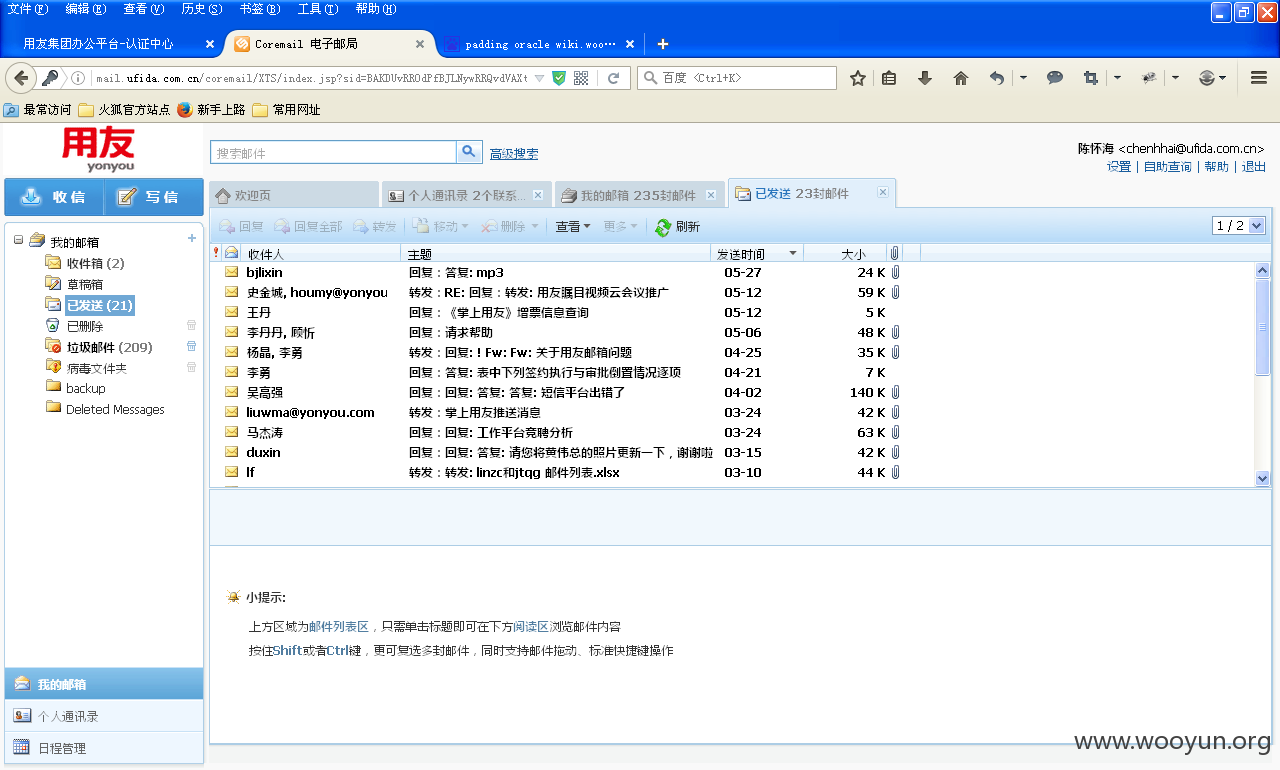 文件(F) 编辑(E) 查看(V) 历史(S) 书签(B) 工具(T) 帮助(H)
用友集团办公平台-认证中心 × Coremail 电子邮局 × padding oracle wiki.woo··· × +
mail.ufida.com.cn/coremail/XTS/index.jsp?sid=BAKDUvRROdPfBJLNywRRQvdVAXt
百度 <Ctrl+K>
最常访问 火狐官方站点 新手上路 常用网址
用友
yonyou
搜索邮件 高级搜索
陈怀海 <chenhhai@ufida.com.cn>
设置 | 自助查询 | 帮助 | 退出
收信 写信
欢迎页 个人通讯录 2个联系... 我的邮箱 235封邮件 已发送 23封邮件
回复 回复全部 转发 移动 删除 查看 更多 刷新 1 / 2
我的邮箱 +
收件箱 (2)
草稿箱
已发送 (21)
已删除
垃圾邮件 (209)
病毒文件夹
backup
Deleted Messages
收件人 主题 发送时间 大小
bjlixin 回复：答复: mp3 05-27 24 K
史金城, houmy@yonyou 转发：RE: 回复：转发: 用友瞩目视频云会议推广 05-12 59 K
王丹 回复：《掌上用友》增票信息查询 05-12 5 K
李丹丹, 顾忻 回复：请求帮助 05-06 48 K
杨晶, 李勇 转发：回复: ! Fw: Fw: 关于用友邮箱问题 04-25 35 K
李勇 回复：答复: 表中下列签约执行与审批倒置情况逐项 04-21 7 K
吴高强 回复：回复: 答复: 答复: 短信平台出错了 04-02 140 K
liuwma@yonyou.com 转发：掌上用友推送消息 03-24 42 K
马杰涛 回复：回复: 工作平台竞聘分析 03-24 63 K
duxin 回复：回复: 答复: 请您将黄伟总的照片更新一下，谢谢啦 03-15 42 K
lf 转发：转发: linzc和jtqg 邮件列表.xlsx 03-10 44 K
小提示:
上方区域为邮件列表区，只需单击标题即可在下方阅读区浏览邮件内容
按住Shift或者Ctrl键，更可复选多封邮件，同时支持邮件拖动、标准快捷键操作
我的邮箱
个人通讯录
日程管理
www.wooyun.org